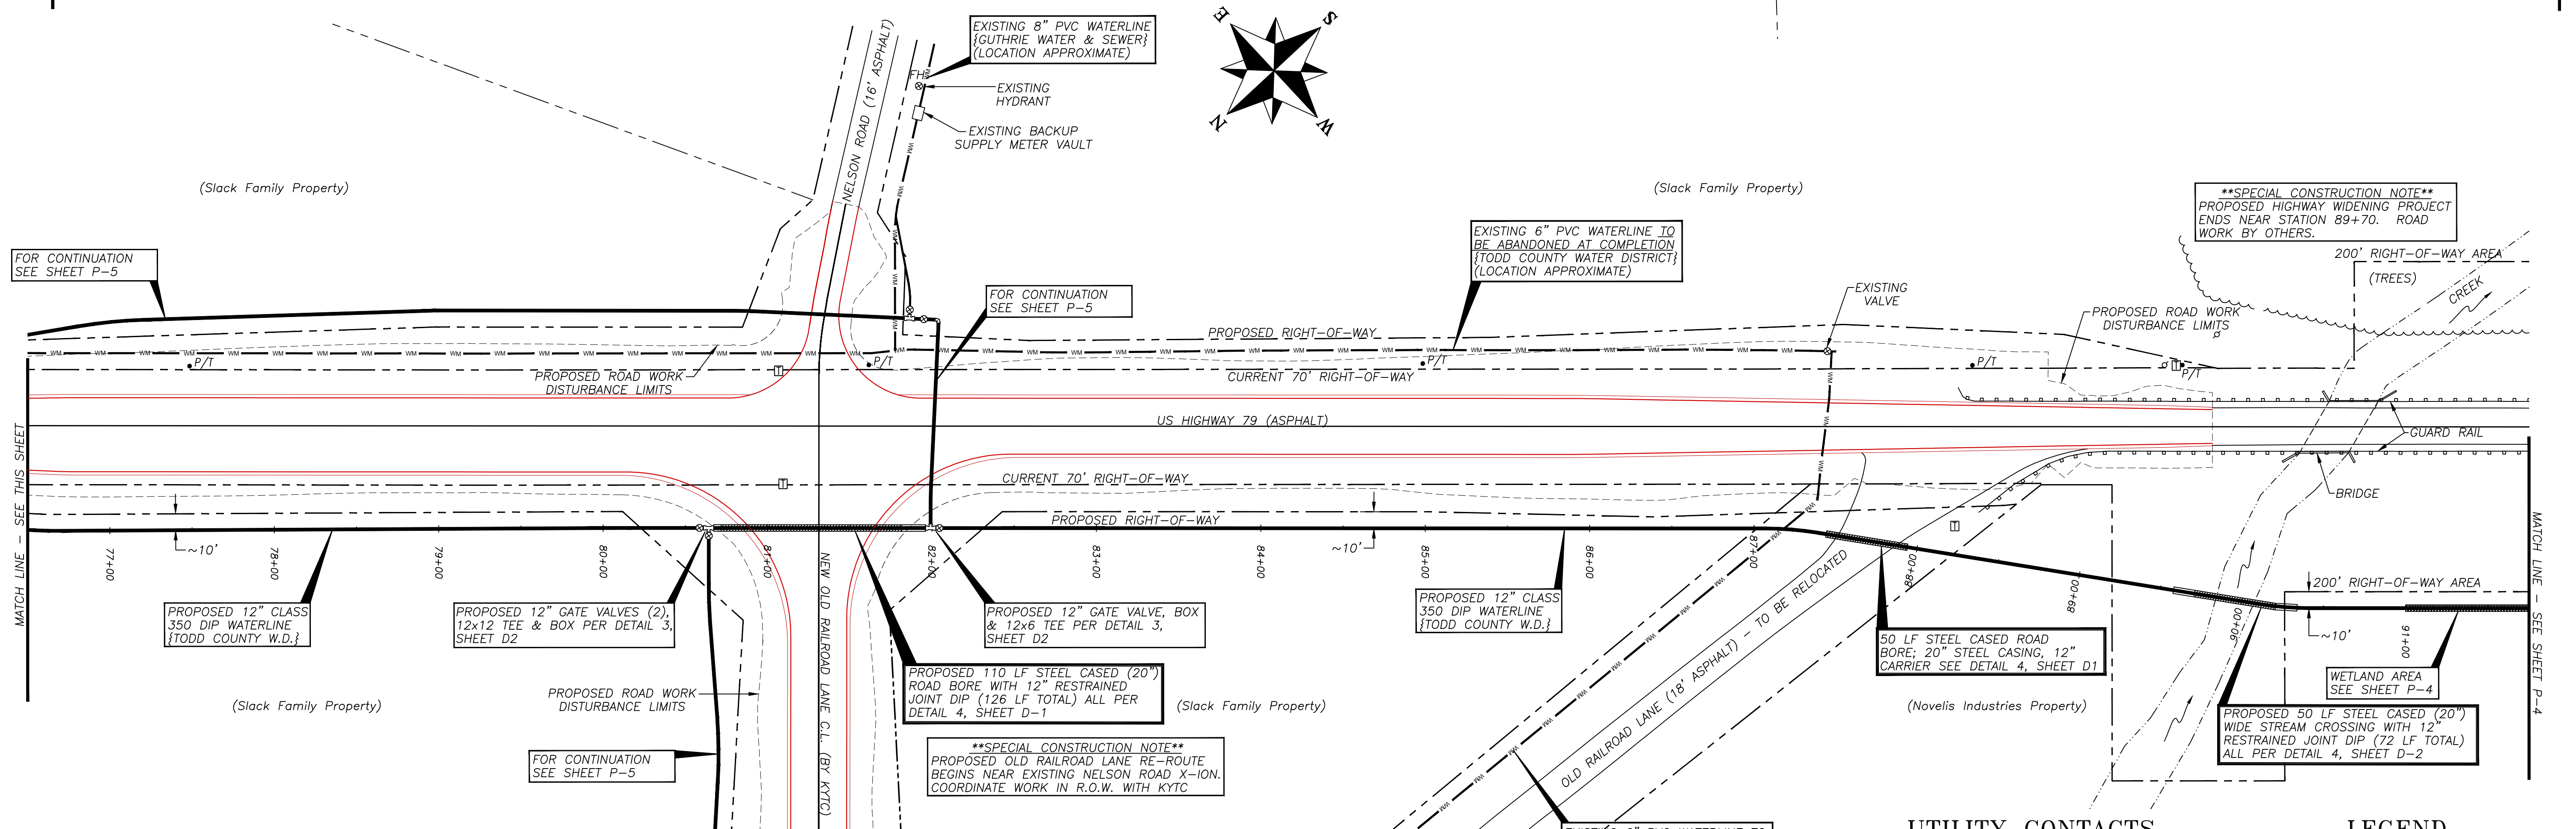 EXISTING 8" PVC WATERLINE
{GUTHRIE WATER & SEWER}
(LOCATION APPROXIMATE)
NELSON ROAD (16' ASPHALT)
FH
EXISTING
HYDRANT
EXISTING BACKUP
SUPPLY METER VAULT
E
S
N
W
(Slack Family Property)
(Slack Family Property)
**SPECIAL CONSTRUCTION NOTE**
PROPOSED HIGHWAY WIDENING PROJECT
ENDS NEAR STATION 89+70. ROAD
WORK BY OTHERS.
FOR CONTINUATION
SEE SHEET P-5
EXISTING 6" PVC WATERLINE TO
BE ABANDONED AT COMPLETION
{TODD COUNTY WATER DISTRICT}
(LOCATION APPROXIMATE)
200' RIGHT-OF-WAY AREA
(TREES)
CREEK
FOR CONTINUATION
SEE SHEET P-5
EXISTING
VALVE
PROPOSED ROAD WORK
DISTURBANCE LIMITS
PROPOSED RIGHT-OF-WAY
P/T
P/T
P/T
P/T
P/T
T
T
PROPOSED ROAD WORK
DISTURBANCE LIMITS
CURRENT 70' RIGHT-OF-WAY
US HIGHWAY 79 (ASPHALT)
GUARD RAIL
MATCH LINE - SEE THIS SHEET
CURRENT 70' RIGHT-OF-WAY
T
BRIDGE
PROPOSED RIGHT-OF-WAY
T
~10'
~10'
77+00
78+00
79+00
80+00
81+00
82+00
83+00
84+00
85+00
86+00
87+00
88+00
89+00
90+00
91+00
200' RIGHT-OF-WAY AREA
~10'
MATCH LINE - SEE SHEET P-4
PROPOSED 12" CLASS
350 DIP WATERLINE
{TODD COUNTY W.D.}
PROPOSED 12" GATE VALVES (2),
12x12 TEE & BOX PER DETAIL 3,
SHEET D2
NEW OLD RAILROAD LANE C.L. (BY KYTC)
PROPOSED 12" GATE VALVE, BOX
& 12x6 TEE PER DETAIL 3,
SHEET D2
PROPOSED 12" CLASS
350 DIP WATERLINE
{TODD COUNTY W.D.}
OLD RAILROAD LANE (18' ASPHALT) - TO BE RELOCATED
50 LF STEEL CASED ROAD
BORE; 20" STEEL CASING, 12"
CARRIER SEE DETAIL 4, SHEET D1
WETLAND AREA
SEE SHEET P-4
PROPOSED 110 LF STEEL CASED (20")
ROAD BORE WITH 12" RESTRAINED
JOINT DIP (126 LF TOTAL) ALL PER
DETAIL 4, SHEET D-1
PROPOSED ROAD WORK
DISTURBANCE LIMITS
(Slack Family Property)
(Slack Family Property)
(Novelis Industries Property)
PROPOSED 50 LF STEEL CASED (20")
WIDE STREAM CROSSING WITH 12"
RESTRAINED JOINT DIP (72 LF TOTAL)
ALL PER DETAIL 4, SHEET D-2
FOR CONTINUATION
SEE SHEET P-5
**SPECIAL CONSTRUCTION NOTE**
PROPOSED OLD RAILROAD LANE RE-ROUTE
BEGINS NEAR EXISTING NELSON ROAD X-ION.
COORDINATE WORK IN R.O.W. WITH KYTC
UTILITY CONTACTS
LEGEND